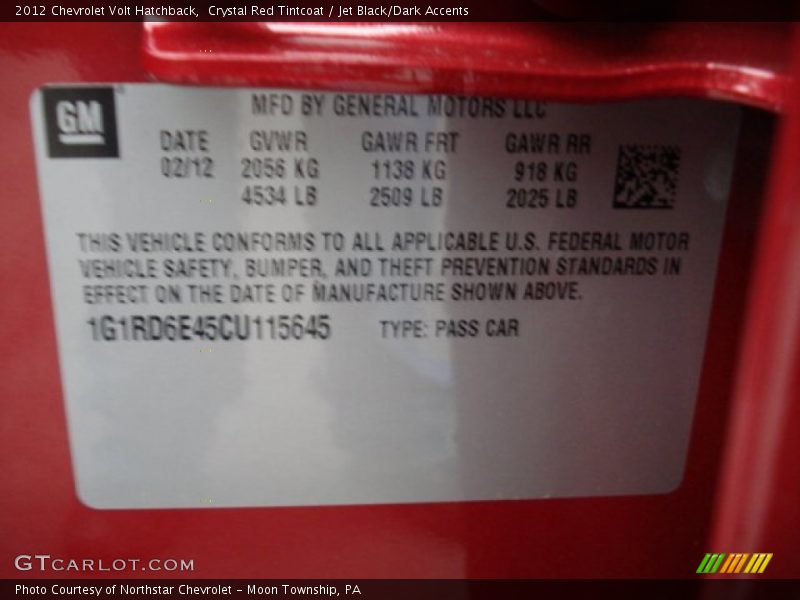 2012 Chevrolet Volt Hatchback,  Crystal Red Tintcoat / Jet Black/Dark Accents
GM
MFD BY GENERAL MOTORS LLC
DATE GVWR GAWR FRT GAWR RR
02/12 2056 KG 1138 KG 918 KG
4534 LB 2509 LB 2025 LB
THIS VEHICLE CONFORMS TO ALL APPLICABLE U.S. FEDERAL MOTOR
VEHICLE SAFETY, BUMPER, AND THEFT PREVENTION STANDARDS IN
EFFECT ON THE DATE OF MANUFACTURE SHOWN ABOVE.
1G1RD6E45CU115645 TYPE: PASS CAR
GTCARLOT.COM
Photo Courtesy of Northstar Chevrolet - Moon Township, PA